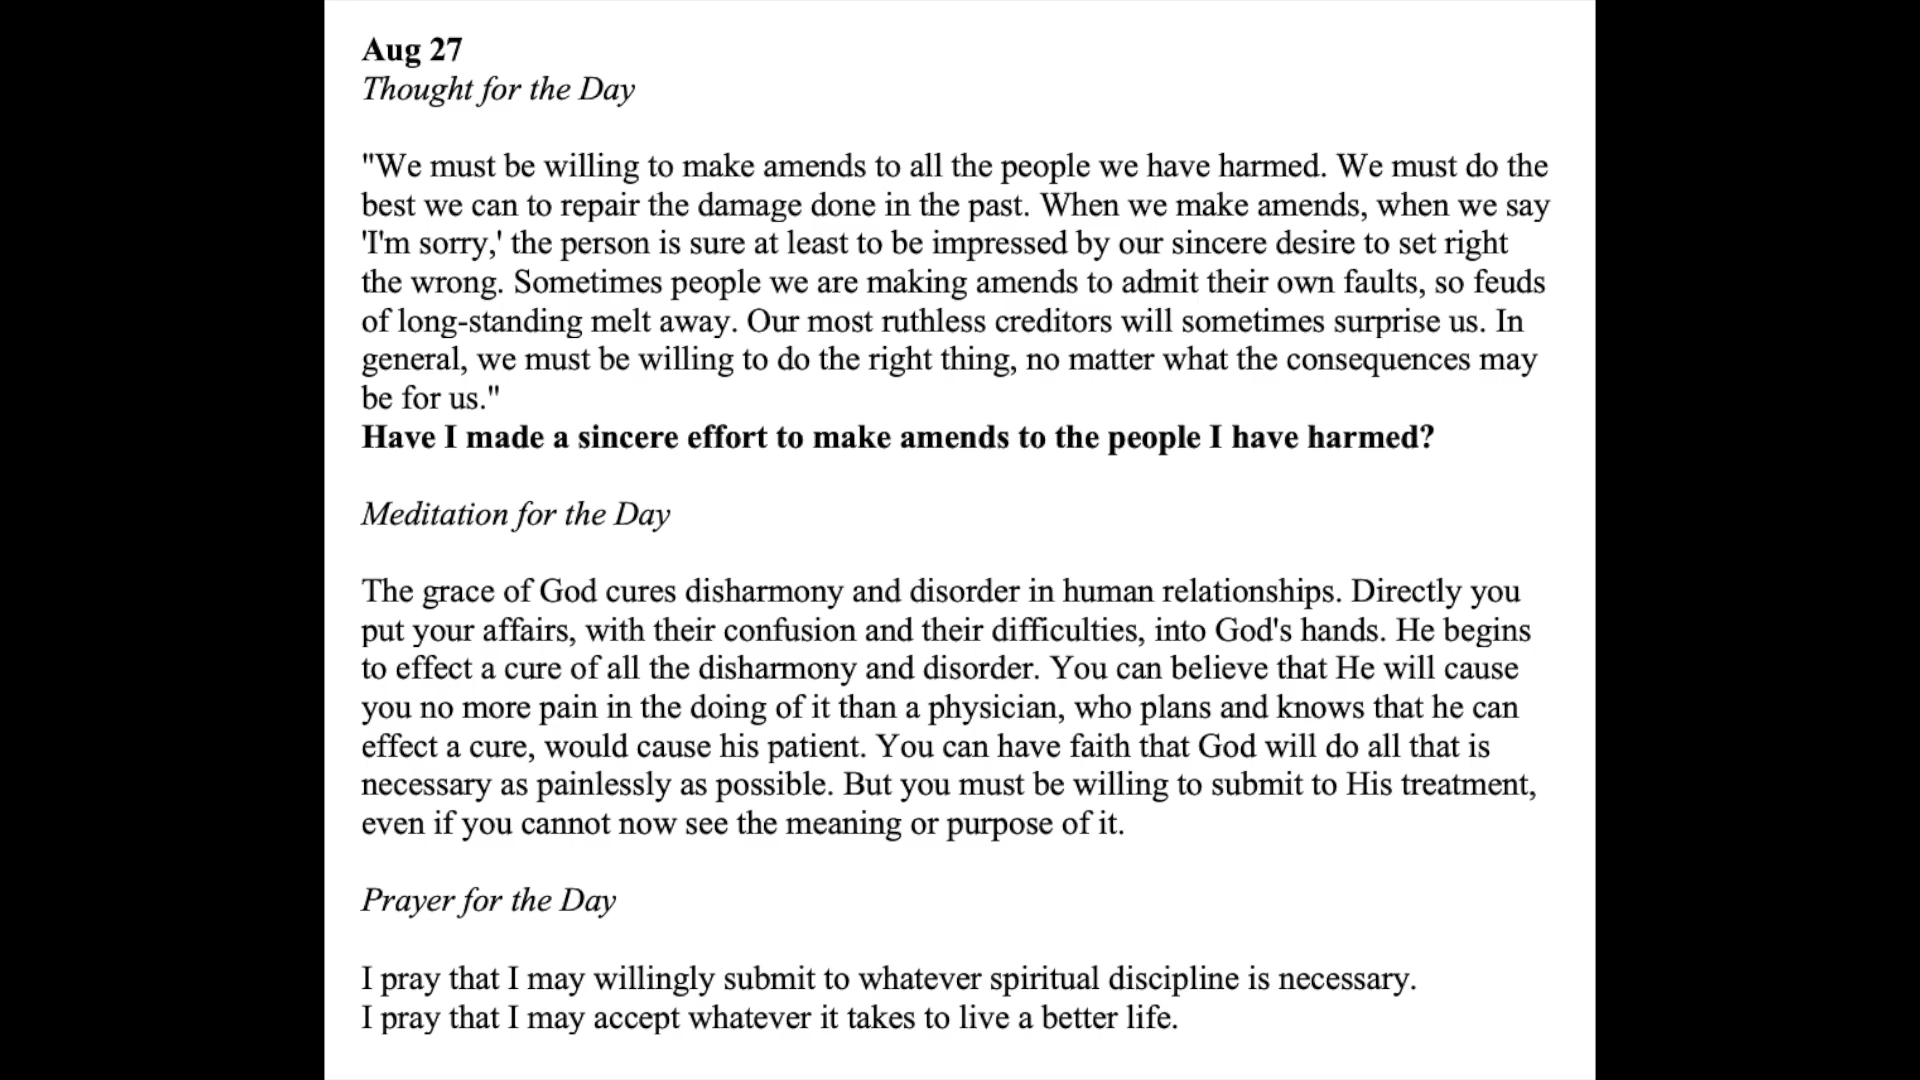 Aug 27
Thought for the Day
"We must be willing to make amends to all the people we have harmed. We must do the
best we can to repair the damage done in the past. When we make amends, when we say
'I'm sorry,' the person is sure at least to be impressed by our sincere desire to set right
the wrong. Sometimes people we are making amends to admit their own faults, so feuds
of long-standing melt away. Our most ruthless creditors will sometimes surprise us. In
general, we must be willing to do the right thing, no matter what the consequences may
be for us."
Have I made a sincere effort to make amends to the people I have harmed?
Meditation for the Day
The grace of God cures disharmony and disorder in human relationships. Directly you
put your affairs, with their confusion and their difficulties, into God's hands. He begins
to effect a cure of all the disharmony and disorder. You can believe that He will cause
you no more pain in the doing of it than a physician, who plans and knows that he can
effect a cure, would cause his patient. You can have faith that God will do all that is
necessary as painlessly as possible. But you must be willing to submit to His treatment,
even if you cannot now see the meaning or purpose of it.
Prayer for the Day
I pray that I may willingly submit to whatever spiritual discipline is necessary.
I pray that I may accept whatever it takes to live a better life.